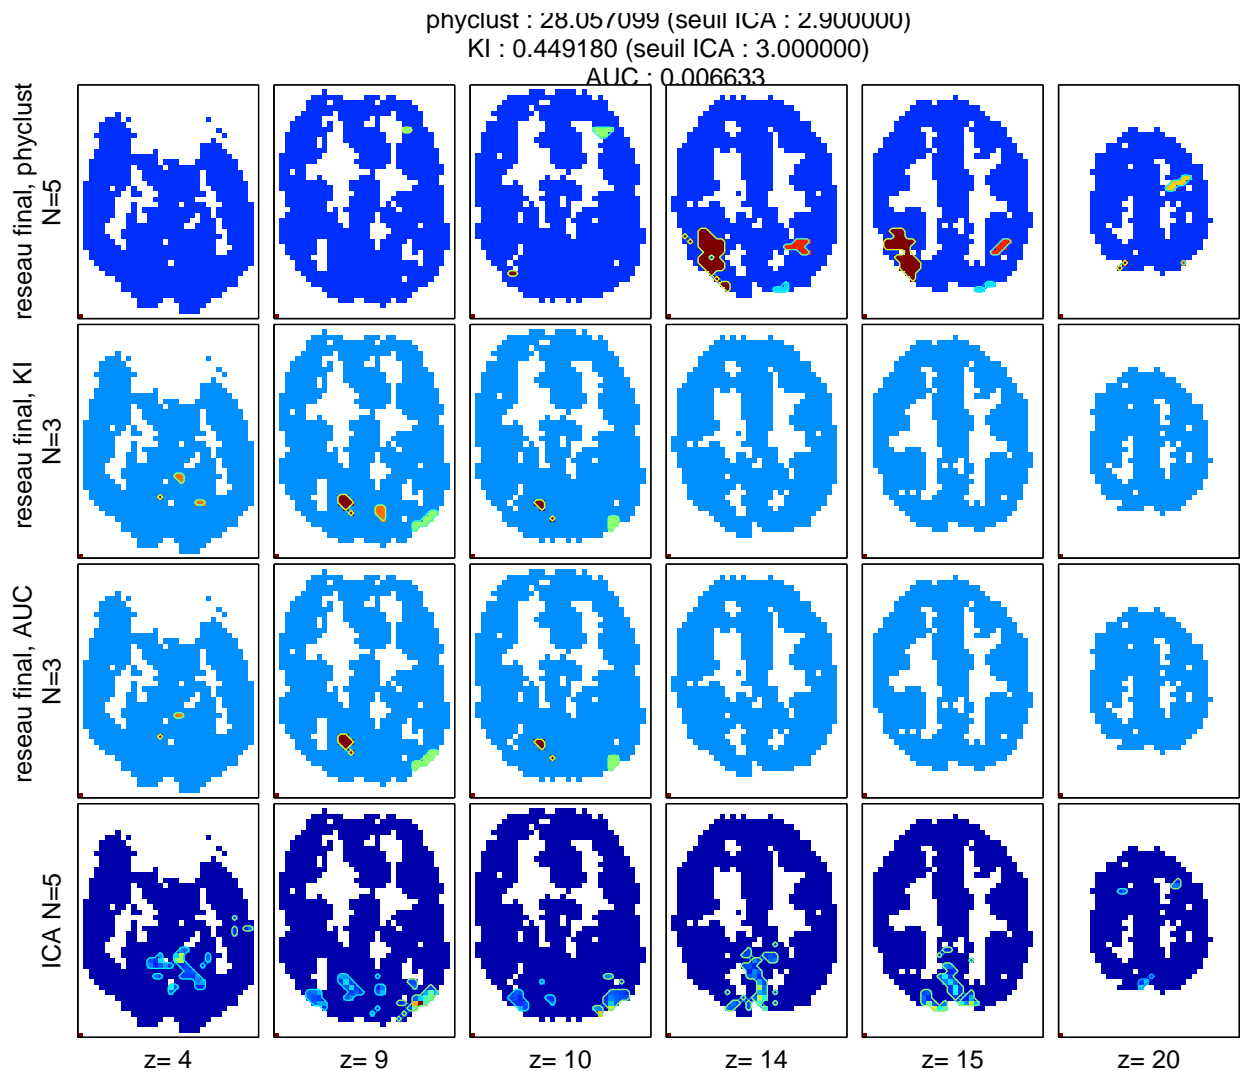 phyclust : 28.057099 (seuil ICA : 2.900000)
KI : 0.449180 (seuil ICA : 3.000000)
AUC : 0.006633
reseau final, phyclust
N=5
reseau final, KI
N=3
reseau final, AUC
N=3
ICA N=5
z= 4
z= 9
z= 10
z= 14
z= 15
z= 20